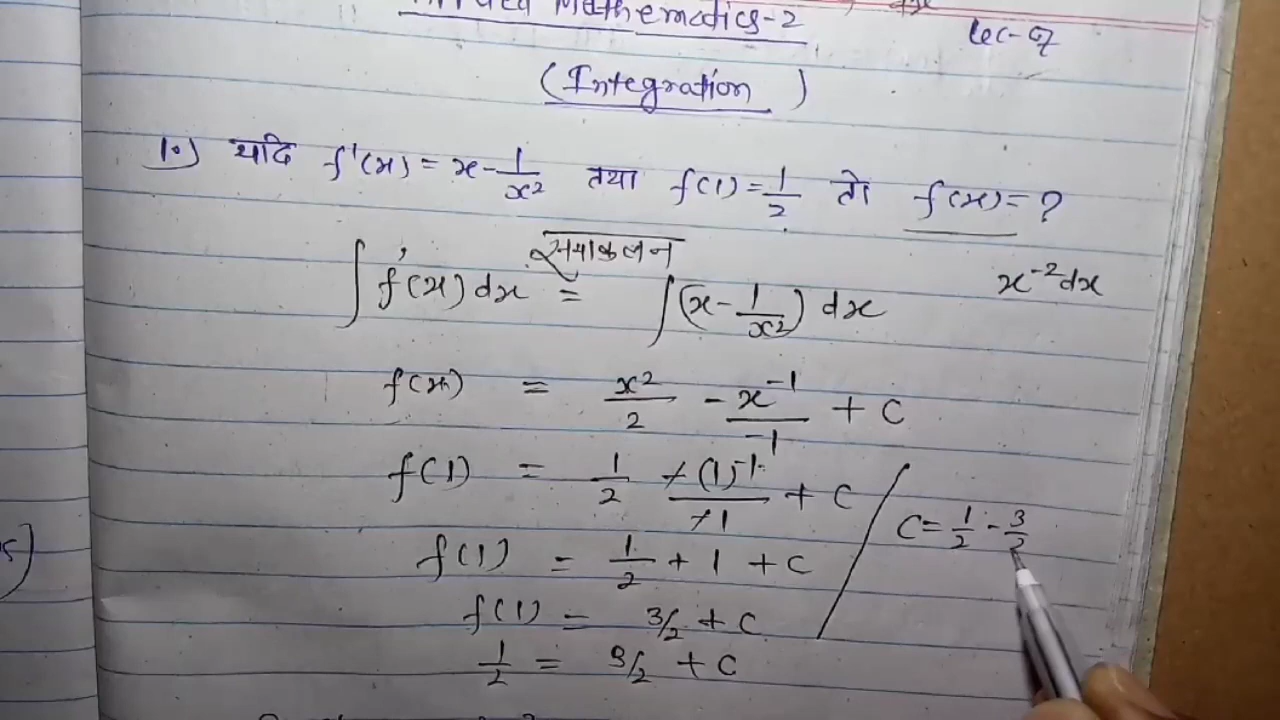 Mathematics-2
Lec-07
(Integration)
10) यदि f'(x) = x - 1/x² तथा f(1) = 1/2 तो f(x) = ?
समाकलन
∫ f'(x) dx = ∫(x - 1/x²) dx
x⁻² dx
f(x) = x²/2 - x⁻¹/-1 + C
f(1) = 1/2 - (1)⁻¹/-1 + C
C = 1/2 - 3/2
f(1) = 1/2 + 1 + C
f(1) = 3/2 + C
1/2 = 3/2 + C